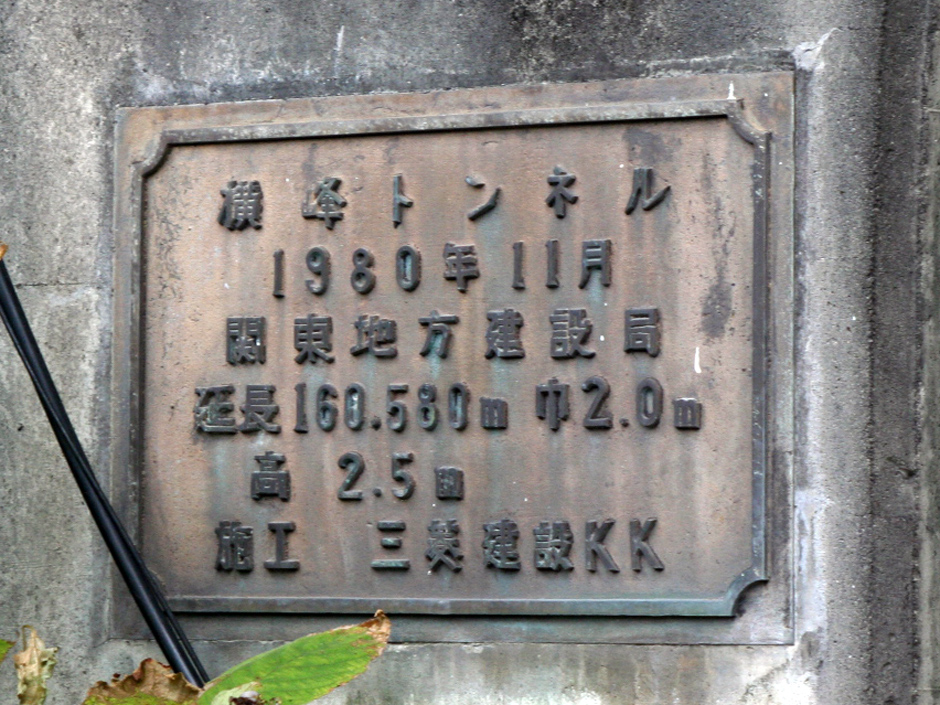 横峰トンネル
1980年11月
関東地方建設局
延長160.580m 巾2.0m
高 2.5m
施工 三英建設KK